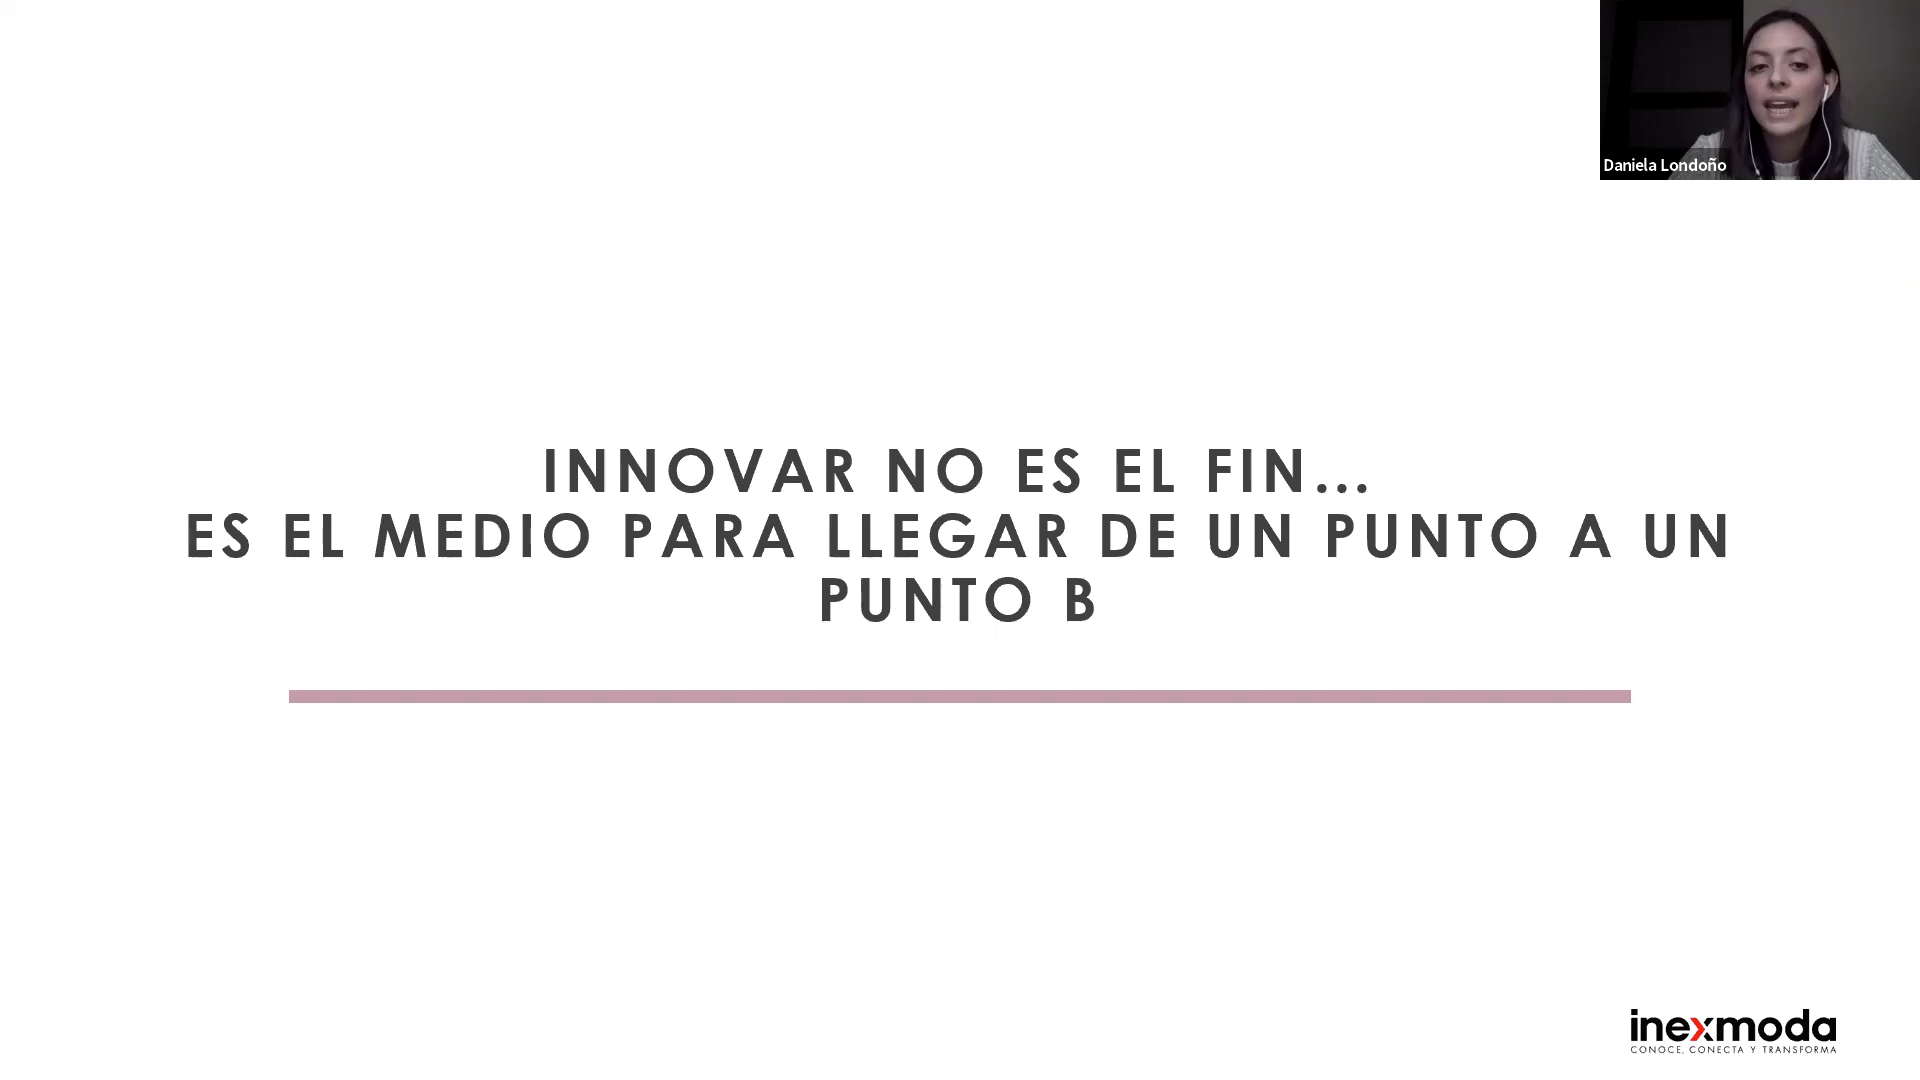 Daniela Londoño
INNOVAR NO ES EL FIN...
ES EL MEDIO PARA LLEGAR DE UN PUNTO A UN
PUNTO B
inexmoda
CONOCE, CONECTA Y TRANSFORMA